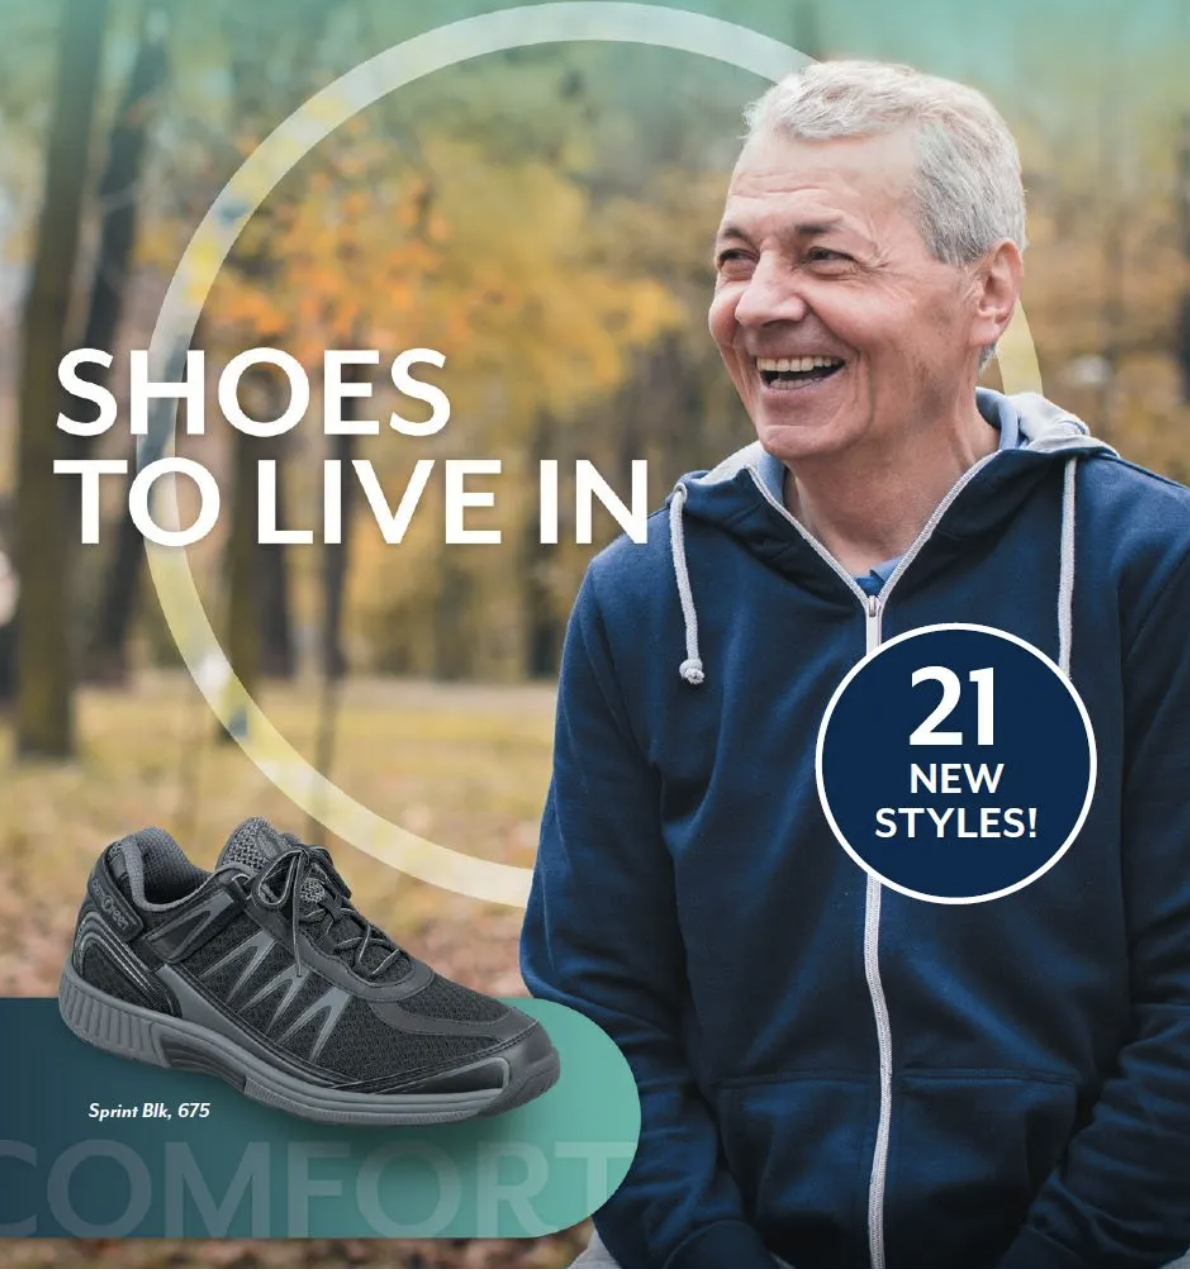 SHOES
TO LIVE IN
21
NEW
STYLES!
Sprint Blk, 675
COMFORT